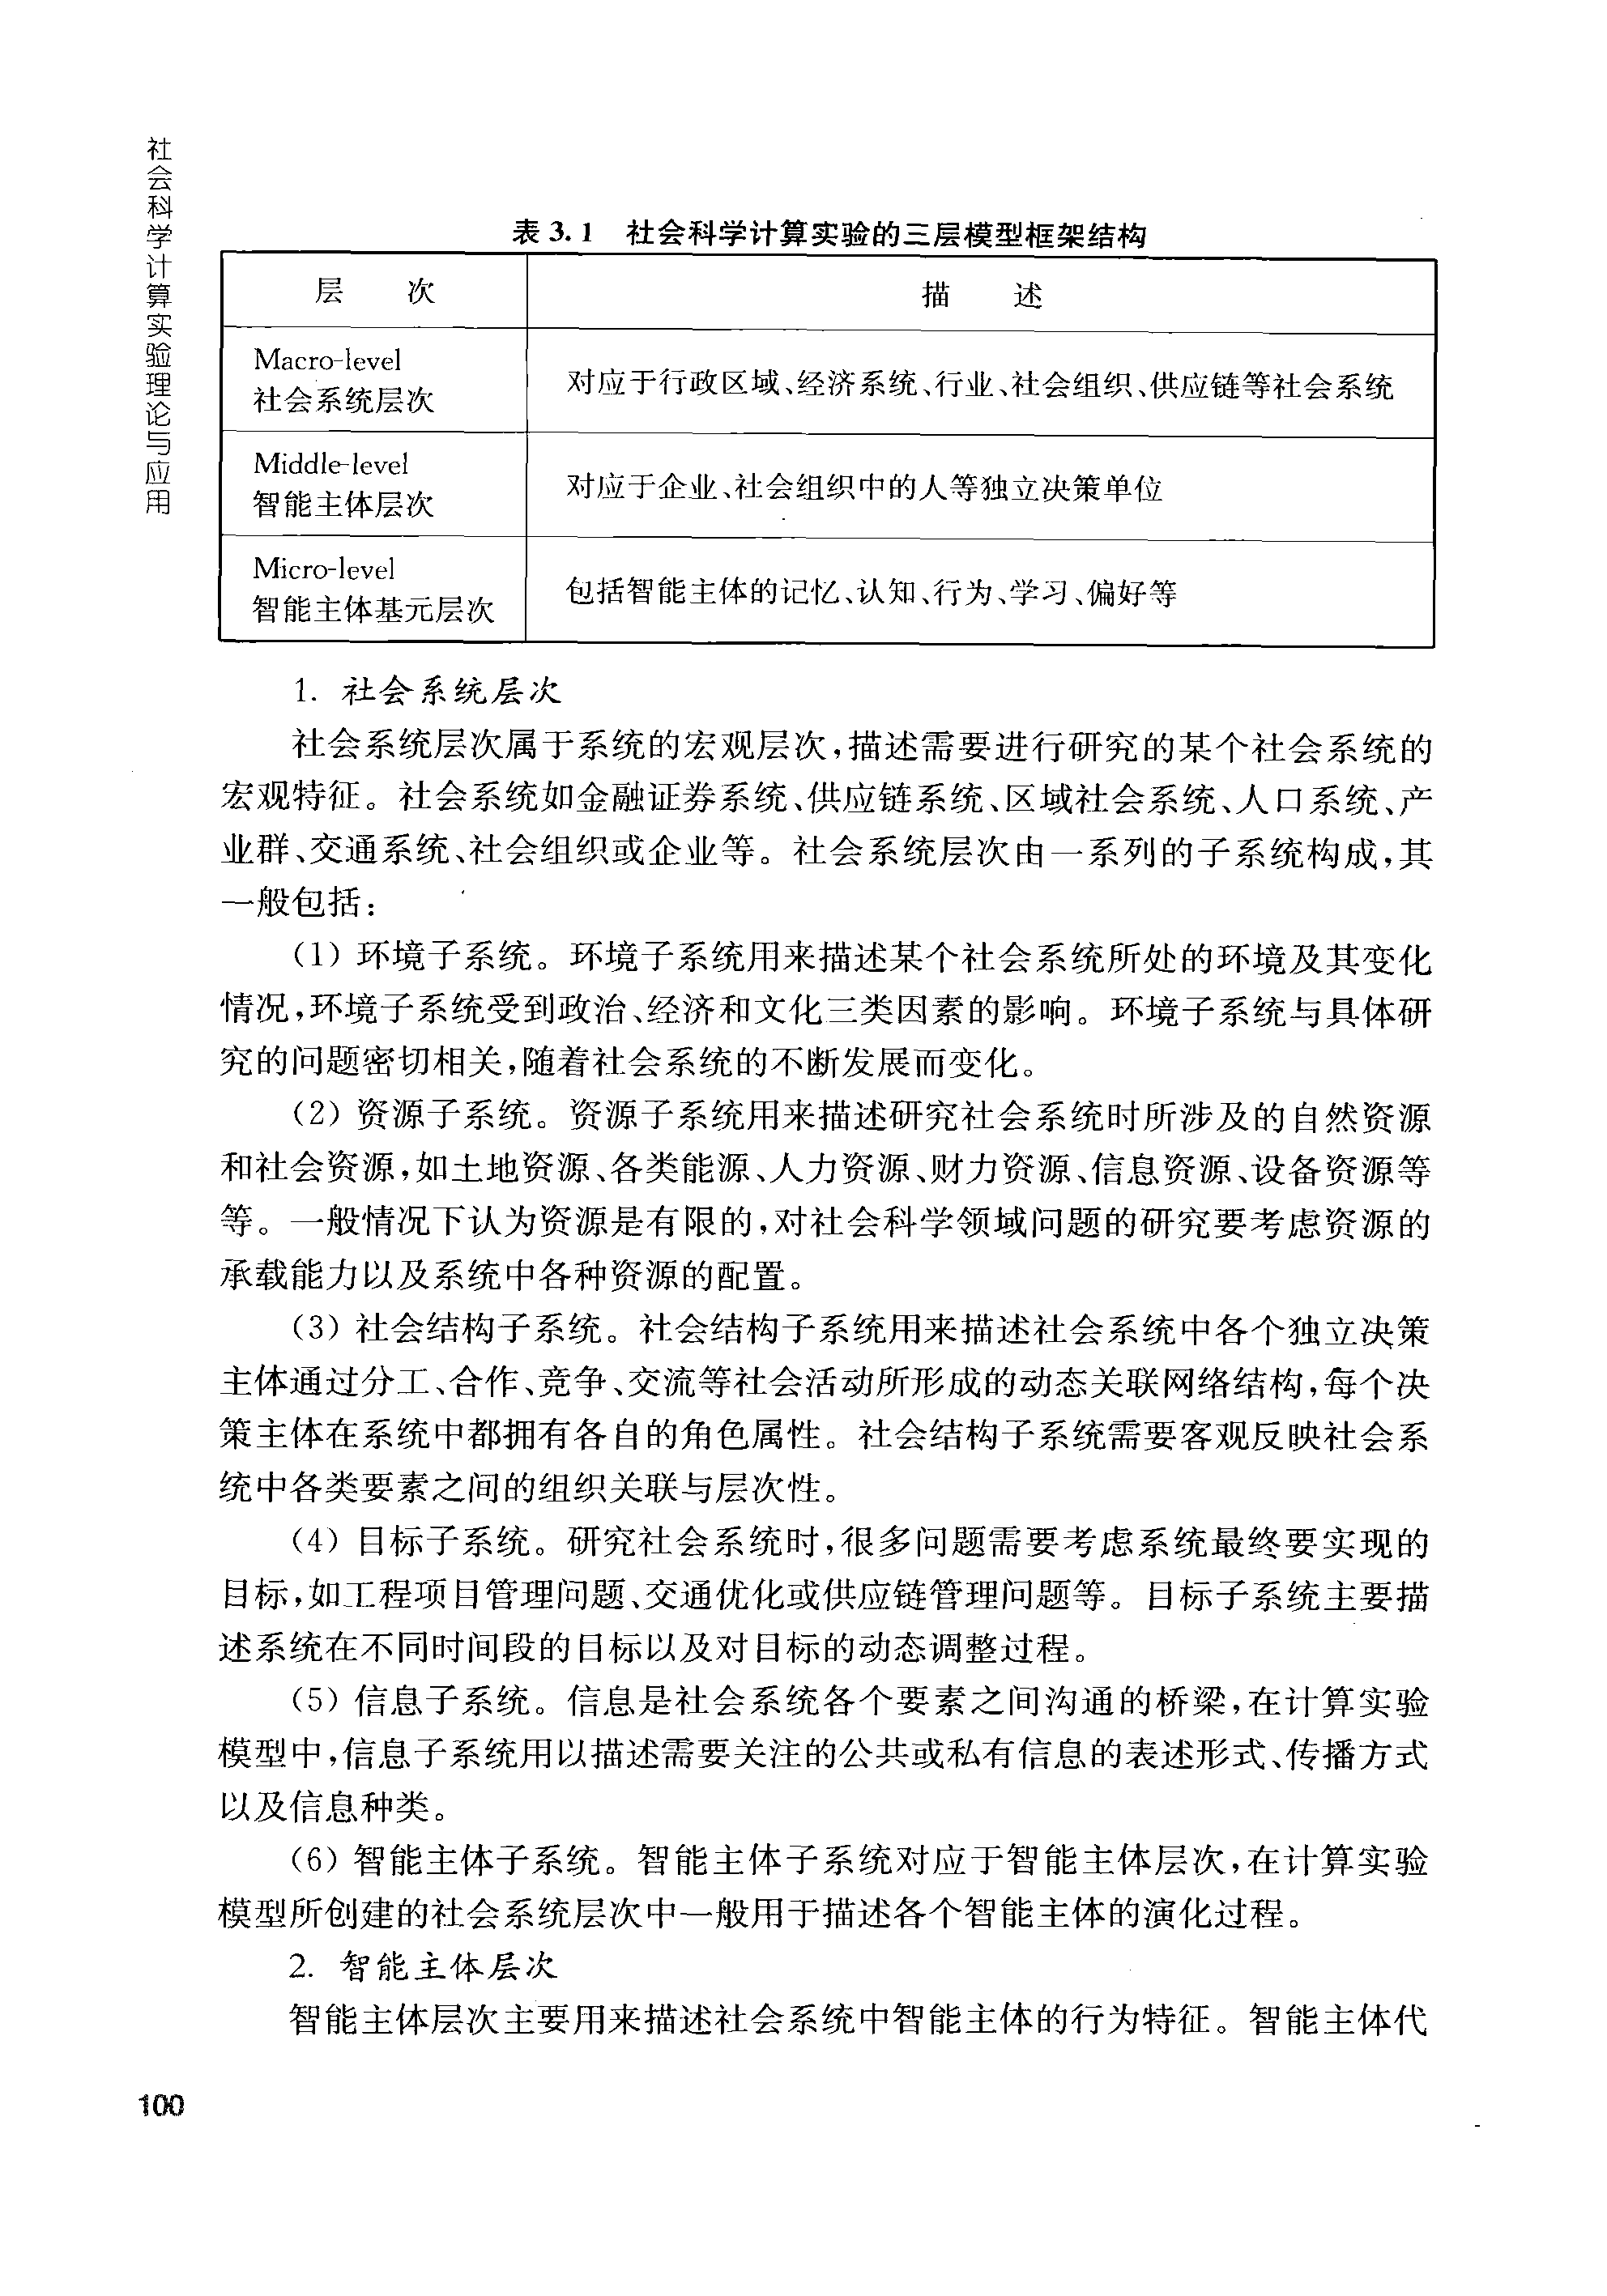 社会科学计算实验理论与应用
表 3.1 社会科学计算实验的三层模型框架结构
层 次
描 述
Macro-level
社会系统层次
对应于行政区域、经济系统、行业、社会组织、供应链等社会系统
Middle-level
智能主体层次
对应于企业、社会组织中的人等独立决策单位
Micro-level
智能主体基元层次
包括智能主体的记忆、认知、行为、学习、偏好等
1. 社会系统层次
社会系统层次属于系统的宏观层次,描述需要进行研究的某个社会系统的
宏观特征。社会系统如金融证券系统、供应链系统、区域社会系统、人口系统、产
业群、交通系统、社会组织或企业等。社会系统层次由一系列的子系统构成,其
一般包括:
(1) 环境子系统。环境子系统用来描述某个社会系统所处的环境及其变化
情况,环境子系统受到政治、经济和文化三类因素的影响。环境子系统与具体研
究的问题密切相关,随着社会系统的不断发展而变化。
(2) 资源子系统。资源子系统用来描述研究社会系统时所涉及的自然资源
和社会资源,如土地资源、各类能源、人力资源、财力资源、信息资源、设备资源等
等。一般情况下认为资源是有限的,对社会科学领域问题的研究要考虑资源的
承载能力以及系统中各种资源的配置。
(3) 社会结构子系统。社会结构子系统用来描述社会系统中各个独立决策
主体通过分工、合作、竞争、交流等社会活动所形成的动态关联网络结构,每个决
策主体在系统中都拥有各自的角色属性。社会结构子系统需要客观反映社会系
统中各类要素之间的组织关联与层次性。
(4) 目标子系统。研究社会系统时,很多问题需要考虑系统最终要实现的
目标,如工程项目管理问题、交通优化或供应链管理问题等。目标子系统主要描
述系统在不同时间段的目标以及对目标的动态调整过程。
(5) 信息子系统。信息是社会系统各个要素之间沟通的桥梁,在计算实验
模型中,信息子系统用以描述需要关注的公共或私有信息的表述形式、传播方式
以及信息种类。
(6) 智能主体子系统。智能主体子系统对应于智能主体层次,在计算实验
模型所创建的社会系统层次中一般用于描述各个智能主体的演化过程。
2. 智能主体层次
智能主体层次主要用来描述社会系统中智能主体的行为特征。智能主体代
100